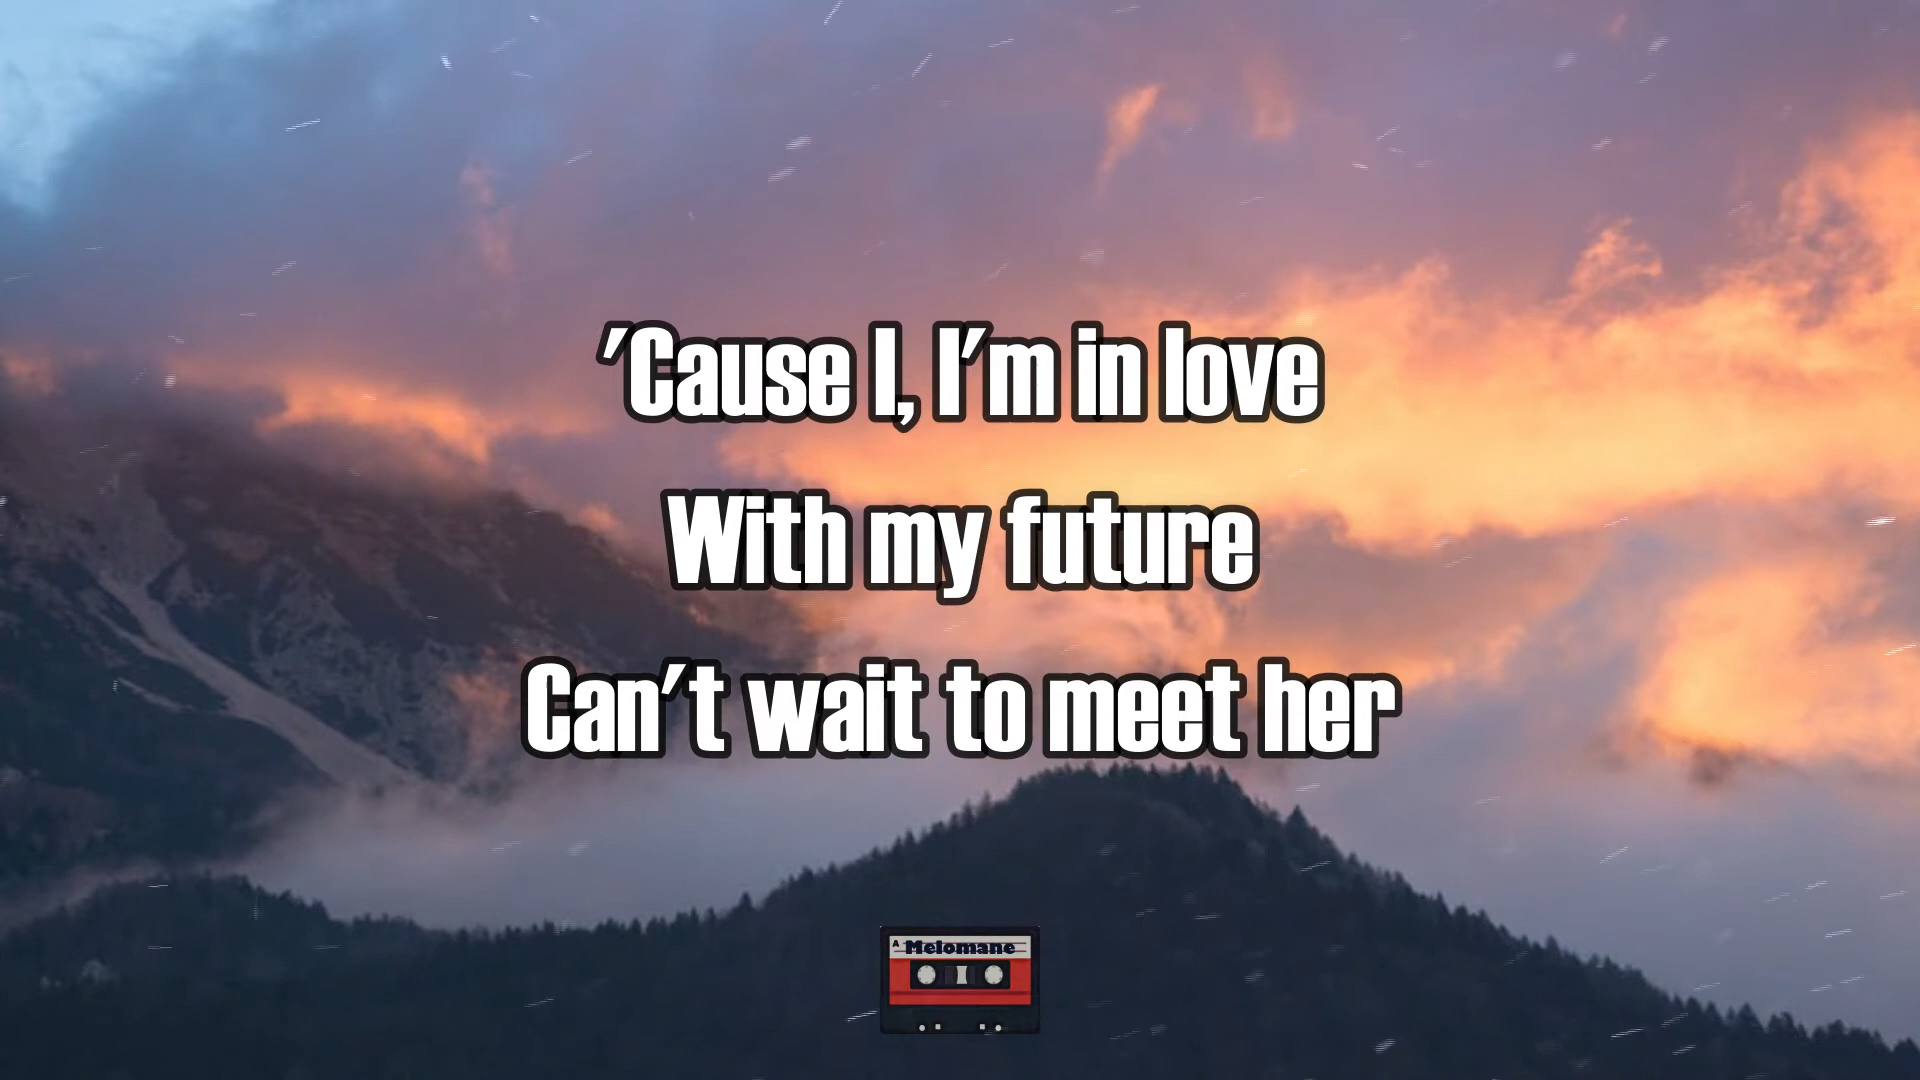 'Cause I, I'm in love
With my future
Can't wait to meet her
A Melomane